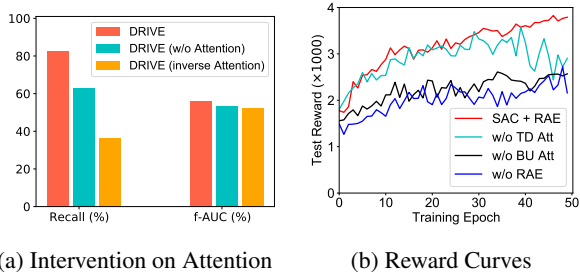 100
80
60
40
20
0
DRIVE
DRIVE (w/o Attention)
DRIVE (inverse Attention)
Recall (%)
f-AUC (%)
(a) Intervention on Attention
Test Reward (×1000)
4
3
2
1
0
0
10
20
30
40
50
SAC + RAE
w/o TD Att
w/o BU Att
w/o RAE
Training Epoch
(b) Reward Curves